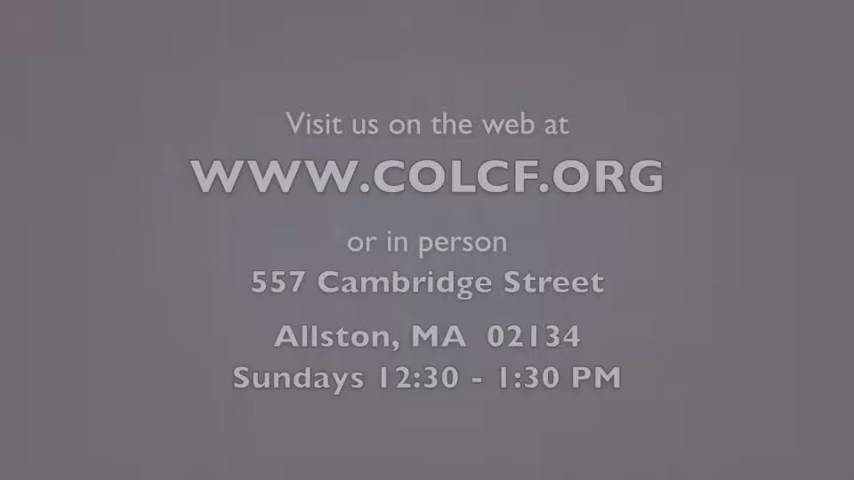 Visit us on the web at
WWW.COLCF.ORG
or in person
557 Cambridge Street
Allston, MA 02134
Sundays 12:30 - 1:30 PM